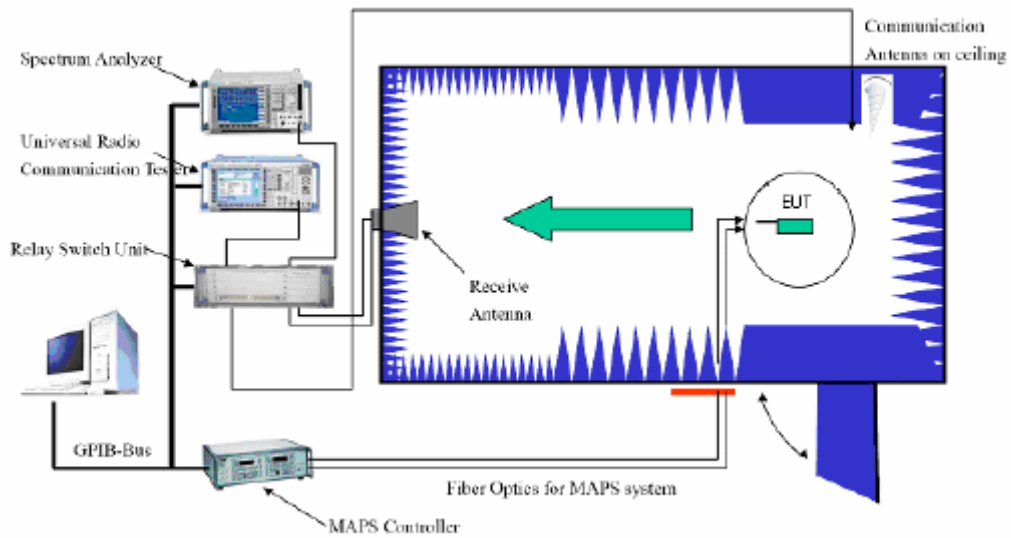 Spectrum Analyzer
Universal Radio
Communication Tester
Relay Switch Unit
GPIB-Bus
MAPS Controller
Fiber Optics for MAPS system
Receive
Antenna
EUT
Communication
Antenna on ceiling